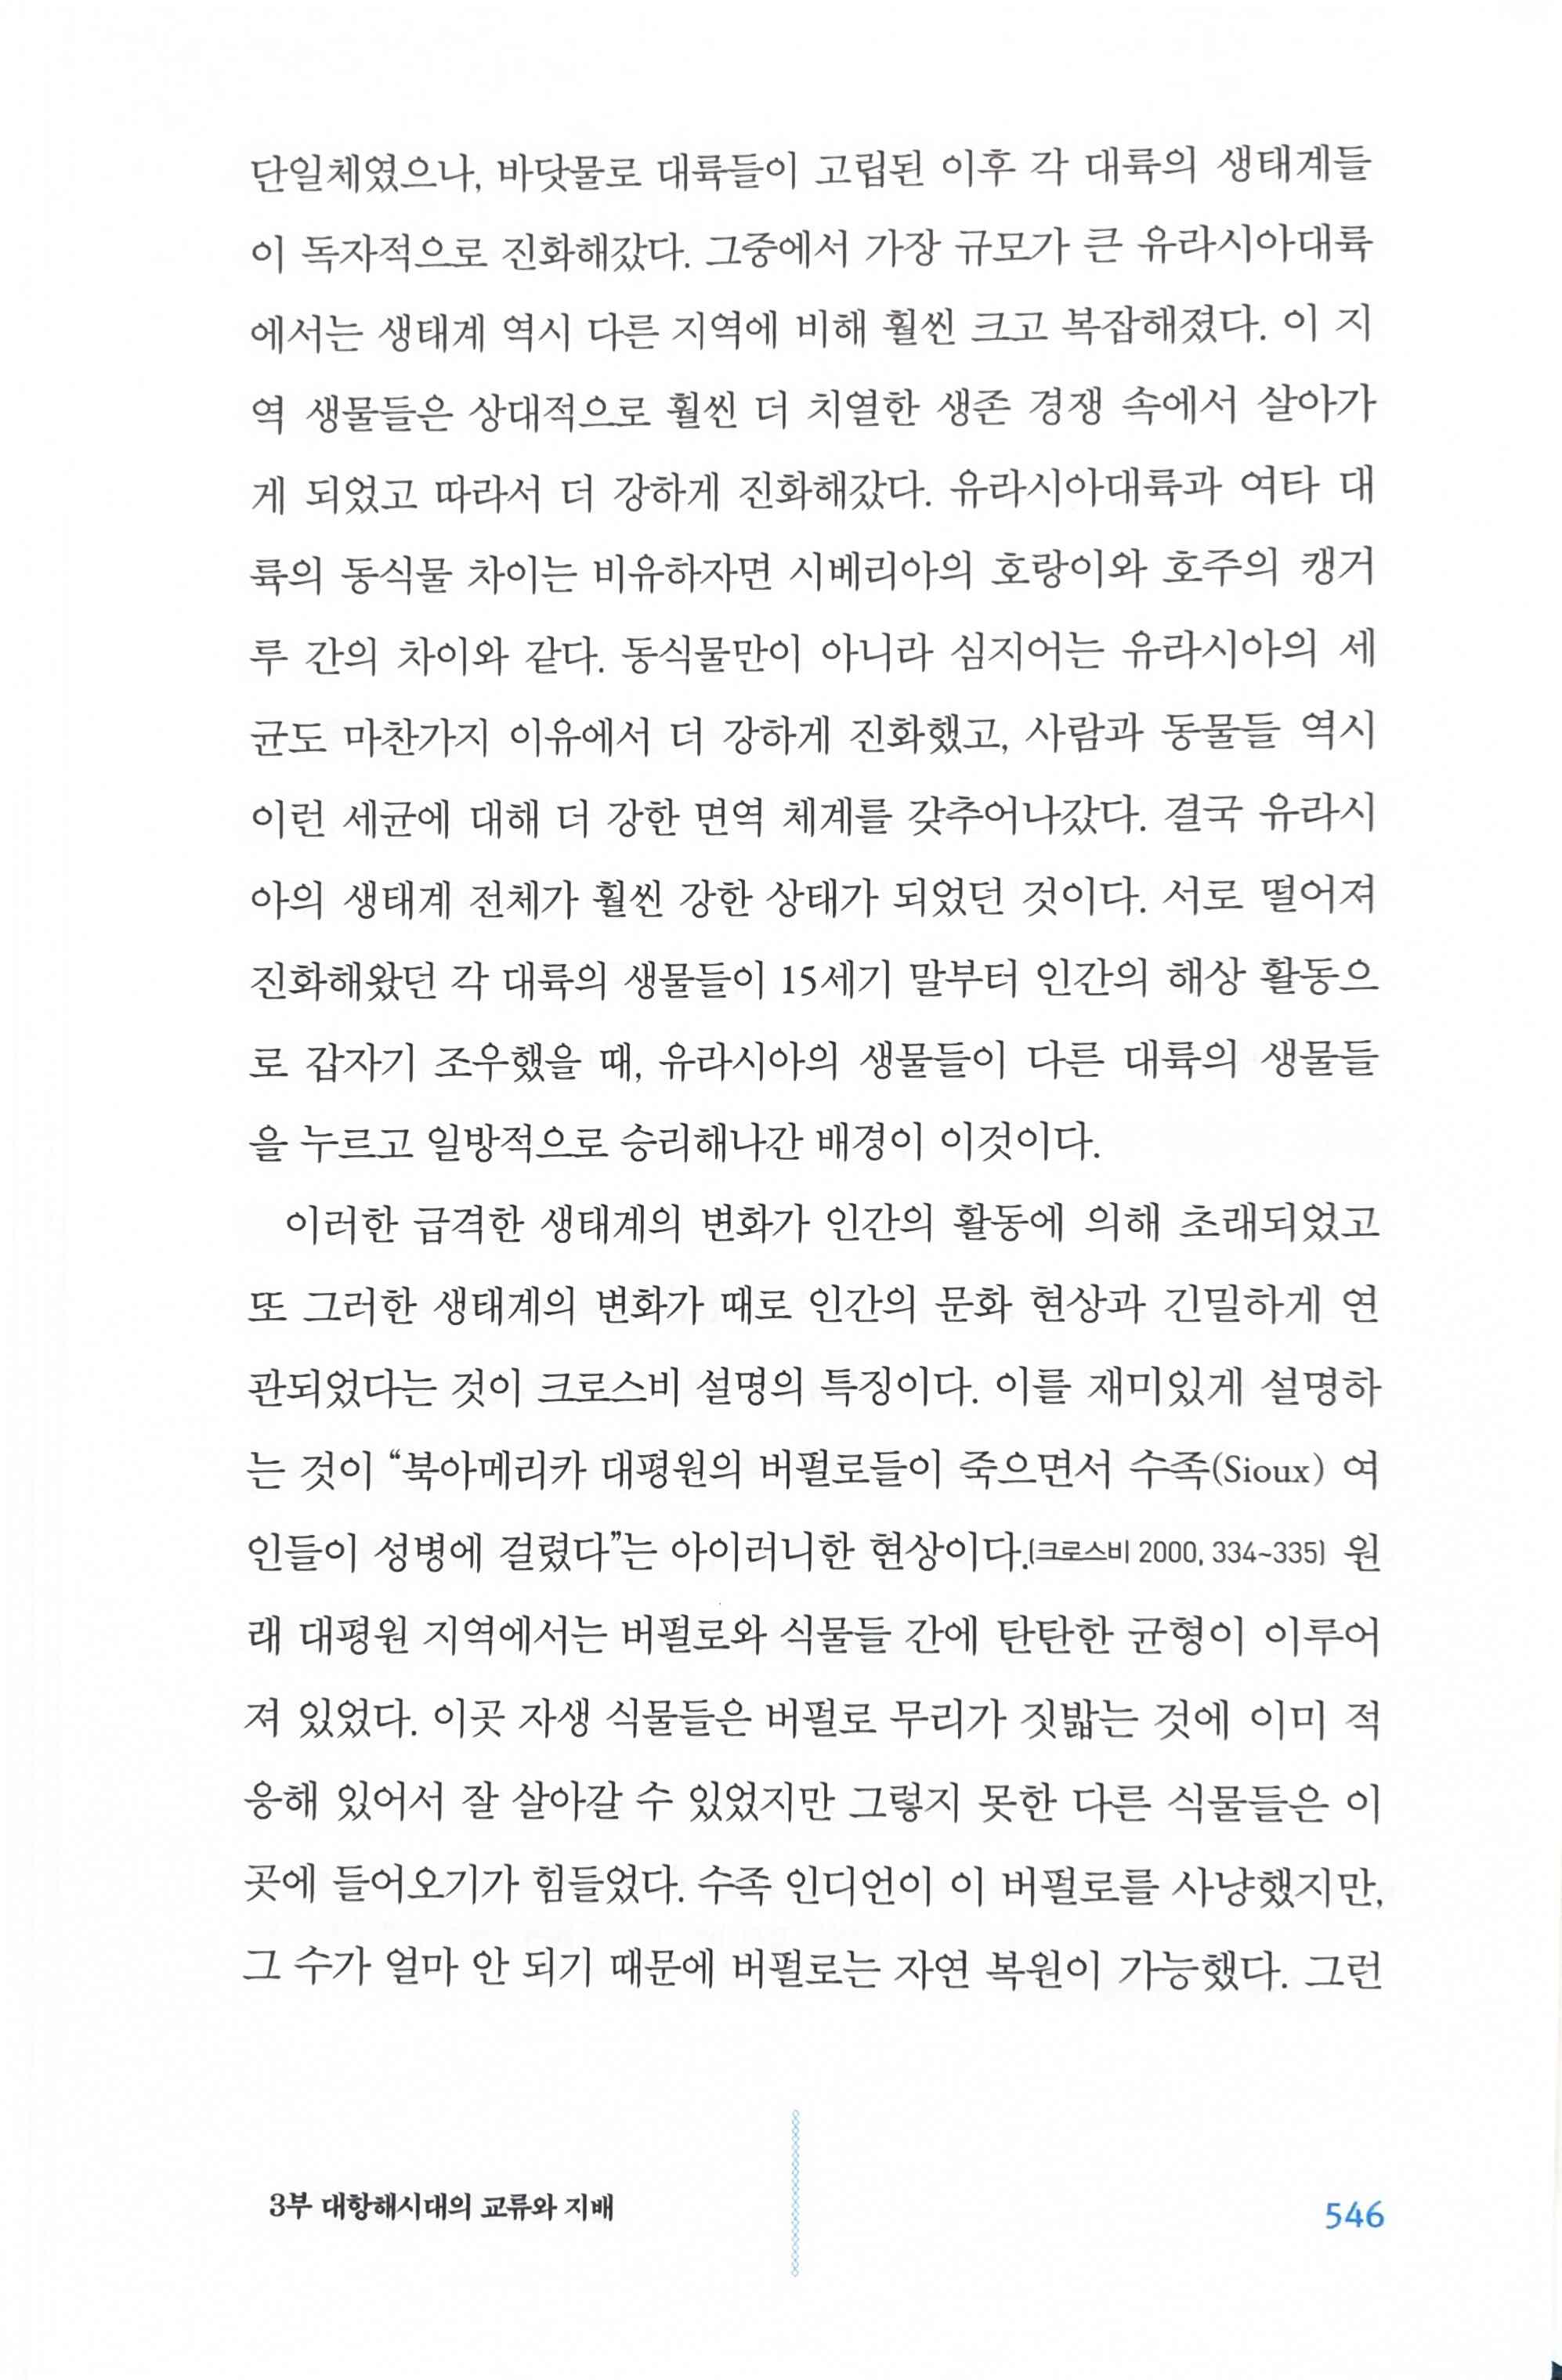 단일체였으나, 바닷물로 대륙들이 고립된 이후 각 대륙의 생태계들
이 독자적으로 진화해갔다. 그중에서 가장 규모가 큰 유라시아대륙
에서는 생태계 역시 다른 지역에 비해 훨씬 크고 복잡해졌다. 이 지
역 생물들은 상대적으로 훨씬 더 치열한 생존 경쟁 속에서 살아가
게 되었고 따라서 더 강하게 진화해갔다. 유라시아대륙과 여타 대
륙의 동식물 차이는 비유하자면 시베리아의 호랑이와 호주의 캥거
루 간의 차이와 같다. 동식물만이 아니라 심지어는 유라시아의 세
균도 마찬가지 이유에서 더 강하게 진화했고, 사람과 동물들 역시
이런 세균에 대해 더 강한 면역 체계를 갖추어나갔다. 결국 유라시
아의 생태계 전체가 훨씬 강한 상태가 되었던 것이다. 서로 떨어져
진화해왔던 각 대륙의 생물들이 15세기 말부터 인간의 해상 활동으
로 갑자기 조우했을 때, 유라시아의 생물들이 다른 대륙의 생물들
을 누르고 일방적으로 승리해나간 배경이 이것이다.
이러한 급격한 생태계의 변화가 인간의 활동에 의해 초래되었고
또 그러한 생태계의 변화가 때로 인간의 문화 현상과 긴밀하게 연
관되었다는 것이 크로스비 설명의 특징이다. 이를 재미있게 설명하
는 것이 “북아메리카 대평원의 버펄로들이 죽으면서 수족(Sioux) 여
인들이 성병에 걸렸다”는 아이러니한 현상이다.(크로스비 2000, 334~335) 원
래 대평원 지역에서는 버펄로와 식물들 간에 탄탄한 균형이 이루어
져 있었다. 이곳 자생 식물들은 버펄로 무리가 짓밟는 것에 이미 적
응해 있어서 잘 살아갈 수 있었지만 그렇지 못한 다른 식물들은 이
곳에 들어오기가 힘들었다. 수족 인디언이 이 버펄로를 사냥했지만,
그 수가 얼마 안 되기 때문에 버펄로는 자연 복원이 가능했다. 그런
3부 대항해시대의 교류와 지배
546